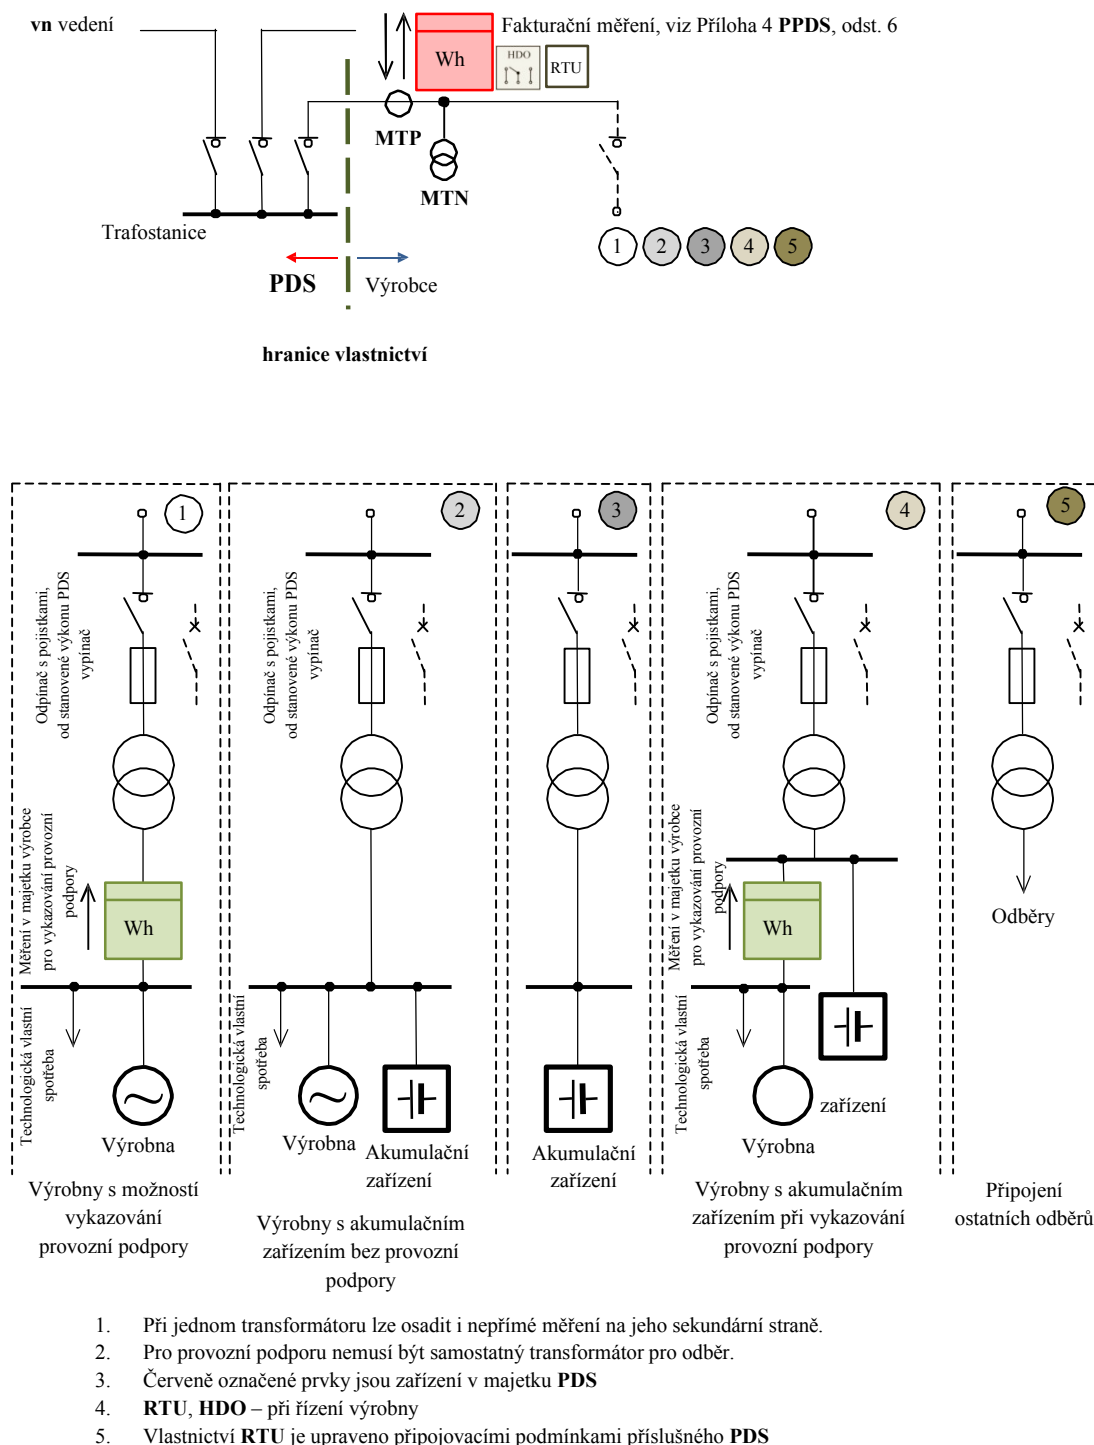 vn vedení
Fakturační měření, viz Příloha 4 PPDS, odst. 6
Wh
HDO
RTU
MTP
MTN
Trafostanice
1 2 3 4 5
PDS
Výrobce
hranice vlastnictví
1
Odpínač s pojistkami,
od stanovené výkonu PDS
vypínač
Měření v majetku výrobce
pro vykazování provozní
podpory
Wh
Technologická vlastní
spotřeba
Výrobna
Výrobny s možností
vykazování
provozní podpory
2
Odpínač s pojistkami,
od stanovené výkonu PDS
vypínač
Technologická vlastní
spotřeba
Výrobna
Akumulační
zařízení
Výrobny s akumulačním
zařízením bez provozní
podpory
3
Akumulační
zařízení
4
Odpínač s pojistkami,
od stanovené výkonu PDS
vypínač
Měření v majetku výrobce
pro vykazování provozní
podpory
Wh
Technologická vlastní
spotřeba
zařízení
Výrobna
Výrobny s akumulačním
zařízením při vykazování
provozní podpory
5
Odběry
Připojení
ostatních odběrů
1. Při jednom transformátoru lze osadit i nepřímé měření na jeho sekundární straně.
2. Pro provozní podporu nemusí být samostatný transformátor pro odběr.
3. Červeně označené prvky jsou zařízení v majetku PDS
4. RTU, HDO – při řízení výrobny
5. Vlastnictví RTU je upraveno připojovacími podmínkami příslušného PDS